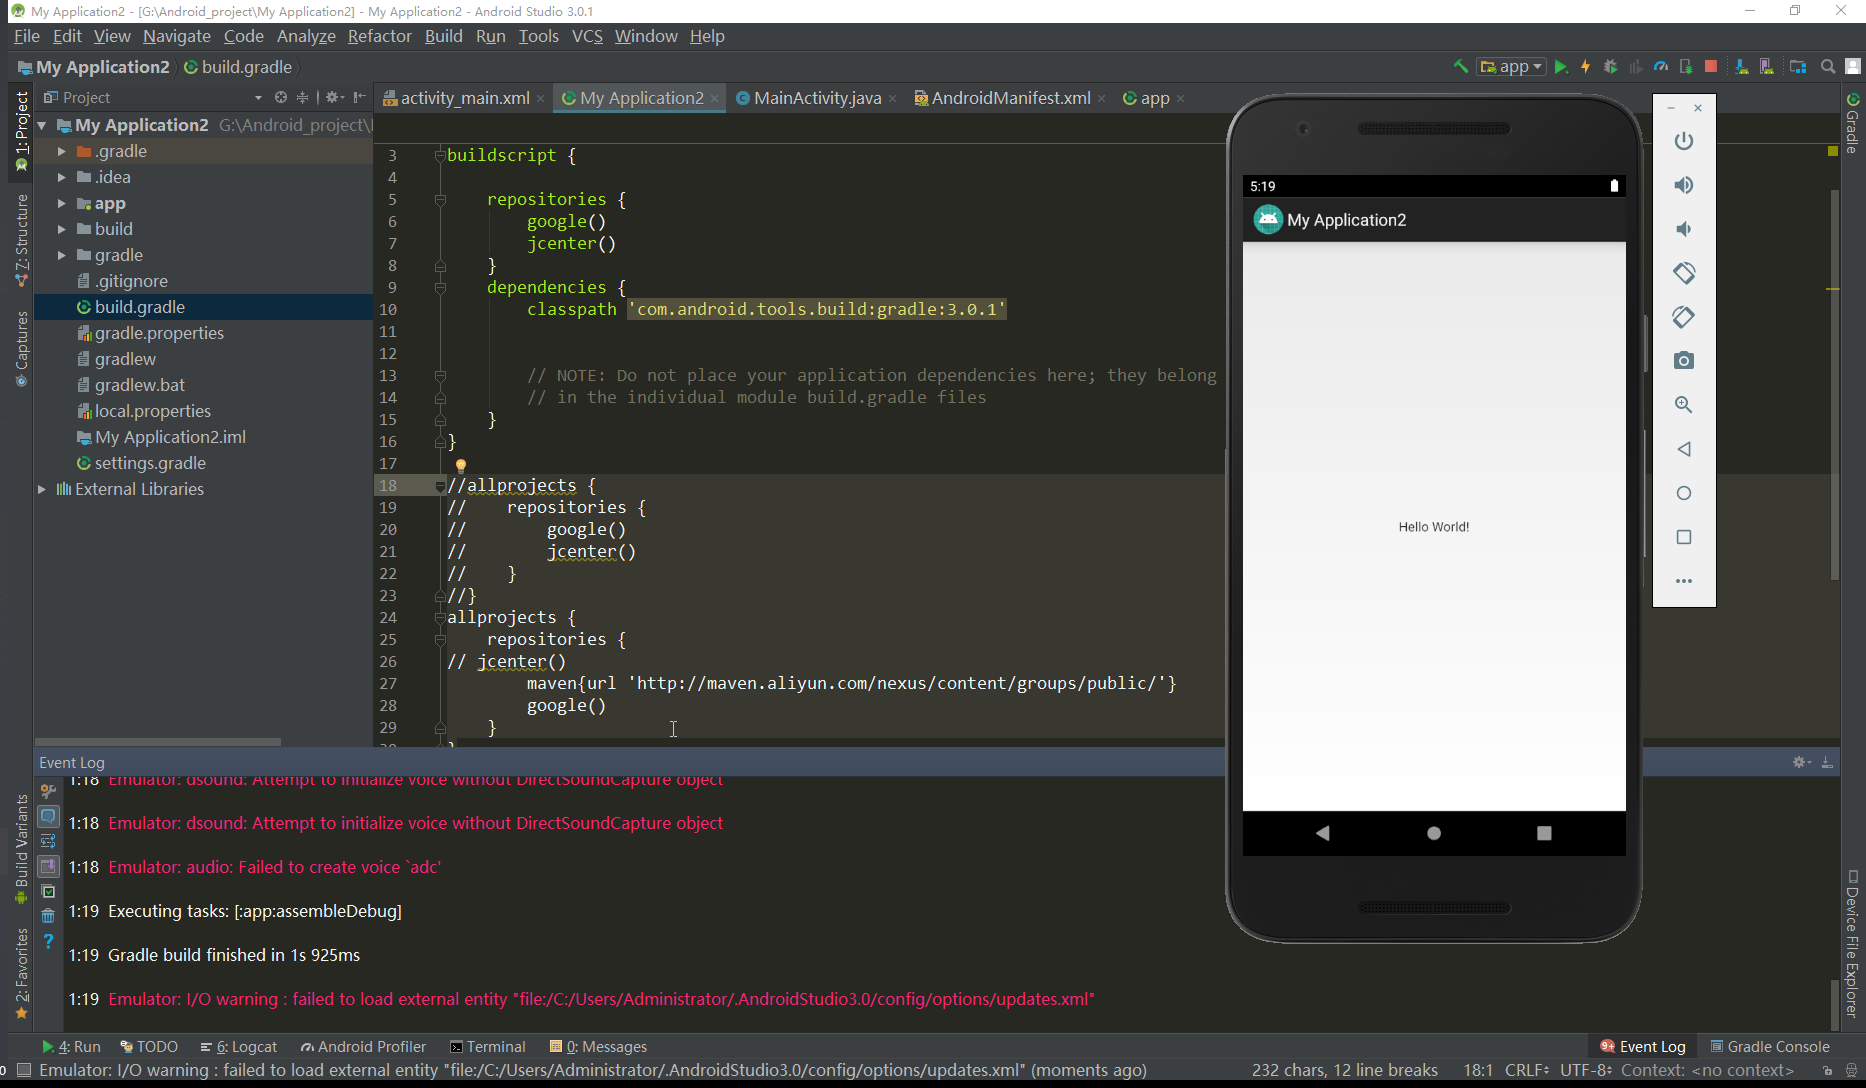 My Application2 - [G:\Android_project\My Application2] - My Application2 - Android Studio 3.0.1
File Edit View Navigate Code Analyze Refactor Build Run Tools VCS Window Help
My Application2 build.gradle
app
Project
activity_main.xml My Application2 MainActivity.java AndroidManifest.xml app
1: Project
7: Structure
Captures
Build Variants
2: Favorites
My Application2 G:\Android_project\
.gradle
.idea
app
build
gradle
.gitignore
build.gradle
gradle.properties
gradlew
gradlew.bat
local.properties
My Application2.iml
settings.gradle
External Libraries
3 buildscript {
4
5 repositories {
6 google()
7 jcenter()
8 }
9 dependencies {
10 classpath 'com.android.tools.build:gradle:3.0.1'
11
12
13 // NOTE: Do not place your application dependencies here; they belong
14 // in the individual module build.gradle files
15 }
16 }
17
18 //allprojects {
19 // repositories {
20 // google()
21 // jcenter()
22 // }
23 //}
24 allprojects {
25 repositories {
26 // jcenter()
27 maven{url 'http://maven.aliyun.com/nexus/content/groups/public/'}
28 google()
29 }
30 }
5:19
My Application2
Hello World!
Gradle
Device File Explorer
Event Log
1:18 Emulator: dsound: Attempt to initialize voice without DirectSoundCapture object
1:18 Emulator: dsound: Attempt to initialize voice without DirectSoundCapture object
1:18 Emulator: audio: Failed to create voice `adc'
1:19 Executing tasks: [:app:assembleDebug]
1:19 Gradle build finished in 1s 925ms
1:19 Emulator: I/O warning : failed to load external entity "file:/C:/Users/Administrator/.AndroidStudio3.0/config/options/updates.xml"
4: Run TODO 6: Logcat Android Profiler Terminal 0: Messages 9+ Event Log Gradle Console
Emulator: I/O warning : failed to load external entity "file:/C:/Users/Administrator/.AndroidStudio3.0/config/options/updates.xml" (moments ago) 232 chars, 12 line breaks 18:1 CRLF UTF-8 Context: <no context>